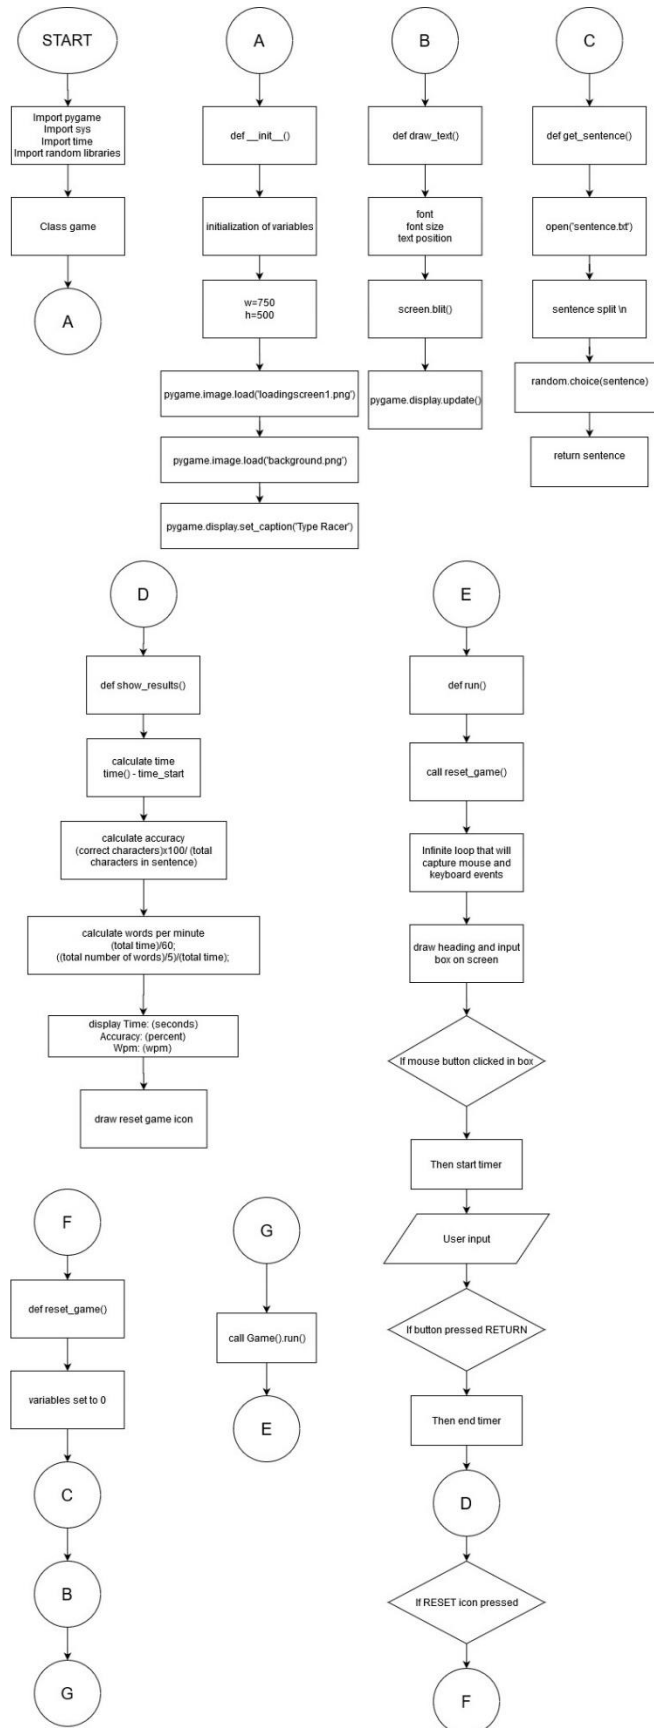 START
Import pygame
Import sys
Import time
Import random libraries
Class game
A
A
def __init__()
initialization of variables
w=750
h=500
pygame.image.load('loadingscreen1.png')
pygame.image.load('background.png')
pygame.display.set_caption('Type Racer')
B
def draw_text()
font
font size
text position
screen.blit()
pygame.display.update()
C
def get_sentence()
open('sentence.txt')
sentence split \n
random.choice(sentence)
return sentence
D
def show_results()
calculate time
time() - time_start
calculate accuracy
(correct characters)x100/ (total
characters in sentence)
calculate words per minute
(total time)/60;
((total number of words)/5)/(total time);
display Time: (seconds)
Accuracy: (percent)
Wpm: (wpm)
draw reset game icon
E
def run()
call reset_game()
Infinite loop that will
capture mouse and
keyboard events
draw heading and input
box on screen
If mouse button clicked in box
Then start timer
User input
If button pressed RETURN
Then end timer
D
If RESET icon pressed
F
F
def reset_game()
variables set to 0
C
B
G
G
call Game().run()
E